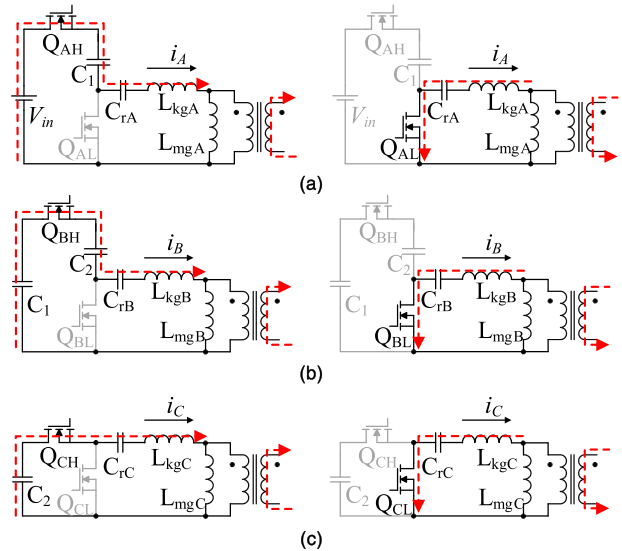 Q_AH
i_A
C_1
V_in
C_rA
L_kgA
Q_AL
L_mgA
Q_AH
i_A
C_1
V_in
C_rA
L_kgA
Q_AL
L_mgA
(a)
Q_BH
i_B
C_2
C_1
C_rB
L_kgB
Q_BL
L_mgB
Q_BH
i_B
C_2
C_1
C_rB
L_kgB
Q_BL
L_mgB
(b)
i_C
Q_CH
C_rC
L_kgC
C_2
Q_CL
L_mgC
i_C
Q_CH
C_rC
L_kgC
C_2
Q_CL
L_mgC
(c)